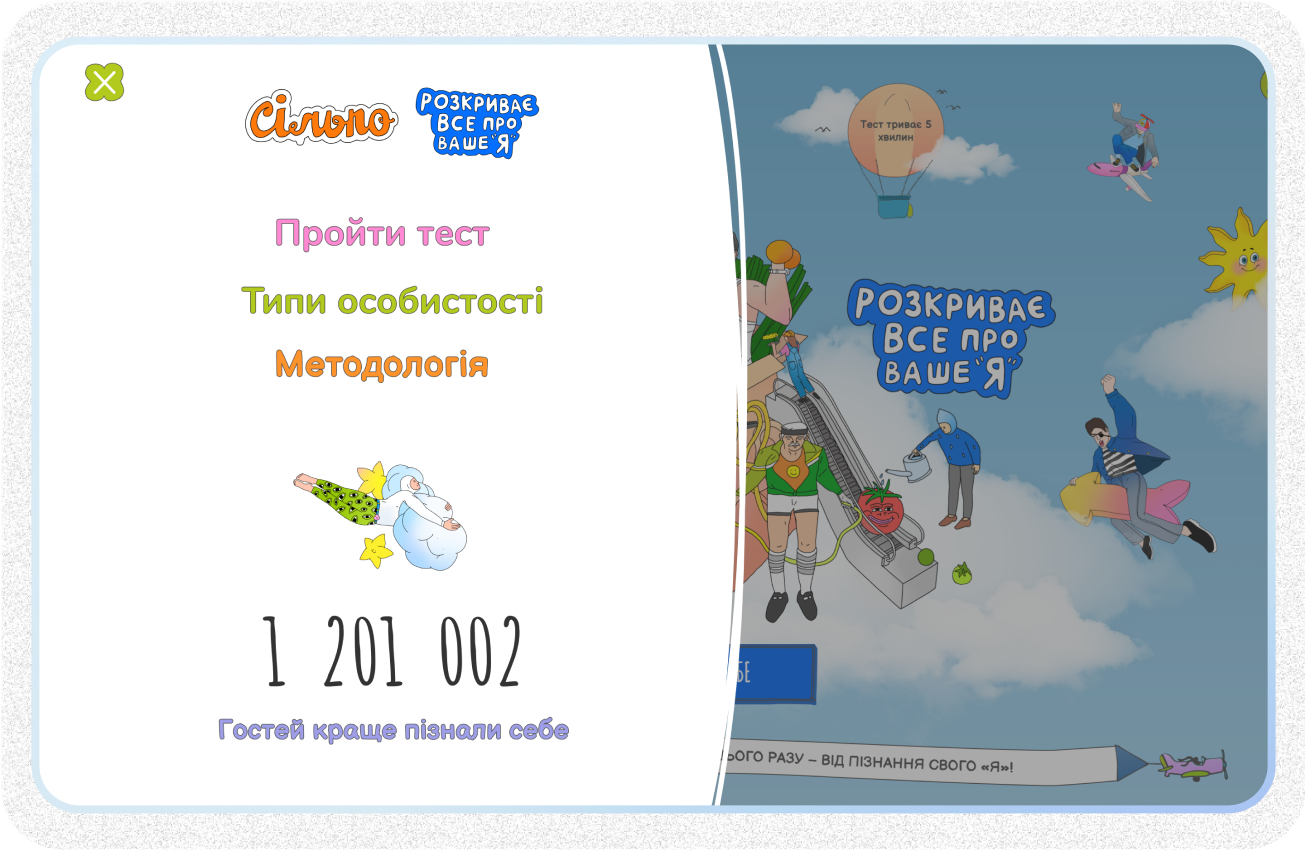 Сільпо
РОЗКРИВАЄ
ВСЕ ПРО
ВАШЕ "Я"
Пройти тест
Типи особистості
Методологія
1 201 002
Гостей краще пізнали себе
Тест триває 5
хвилин
РОЗКРИВАЄ
ВСЕ ПРО
ВАШЕ "Я"
РАЗУ – ВІД ПІЗНАННЯ СВОГО «Я»!